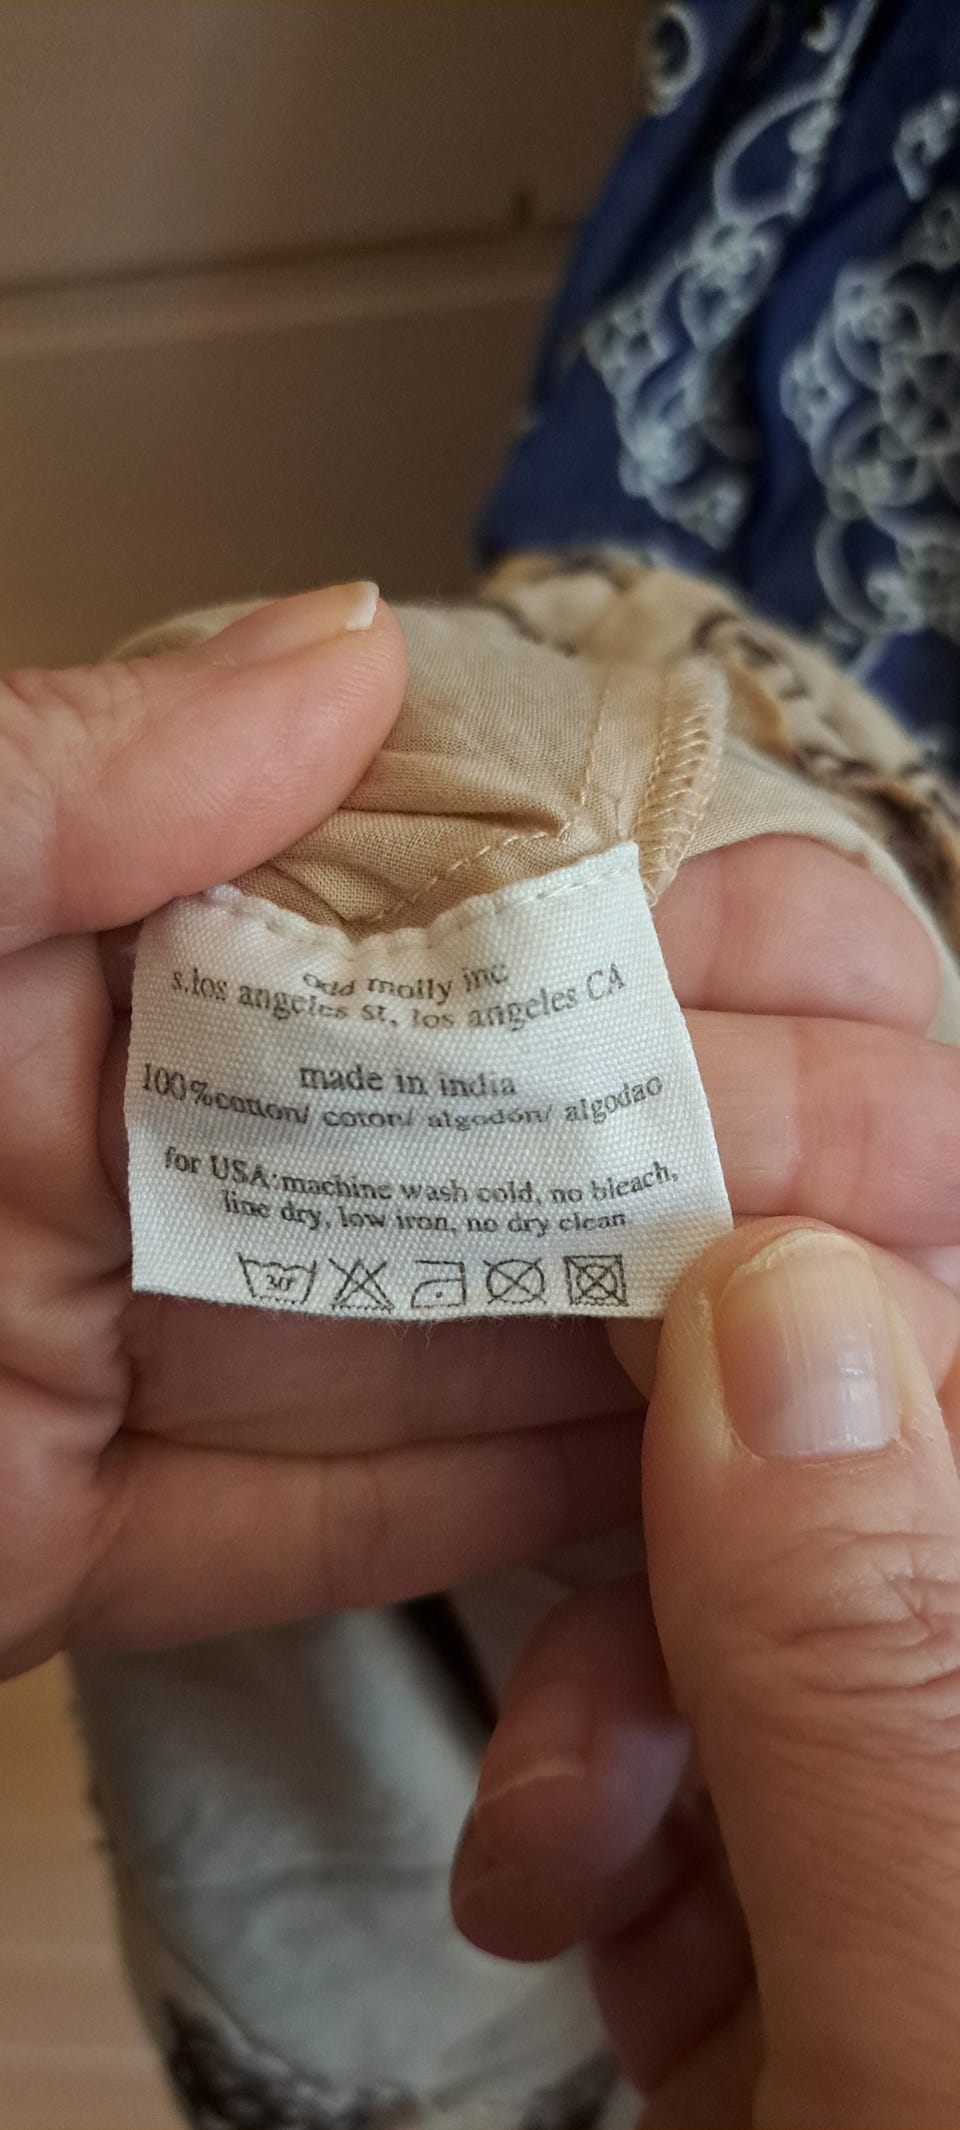 odd molly inc
s.los angeles st, los angeles CA
made in india
100%cotton/ coton/ algodón/ algodao
for USA:machine wash cold, no bleach,
line dry, low iron, no dry clean
30°